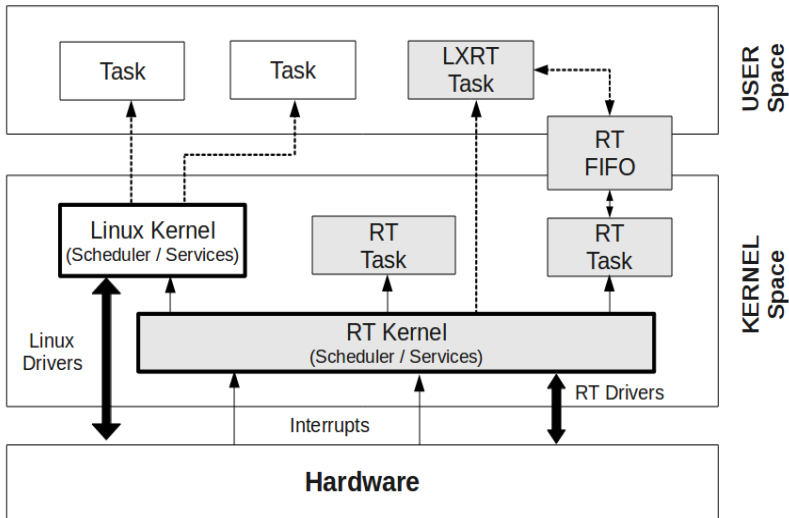 Task
Task
LXRT
Task
USER
Space
RT
FIFO
Linux Kernel
(Scheduler / Services)
RT
Task
RT
Task
KERNEL
Space
RT Kernel
(Scheduler / Services)
Linux
Drivers
RT Drivers
Interrupts
Hardware